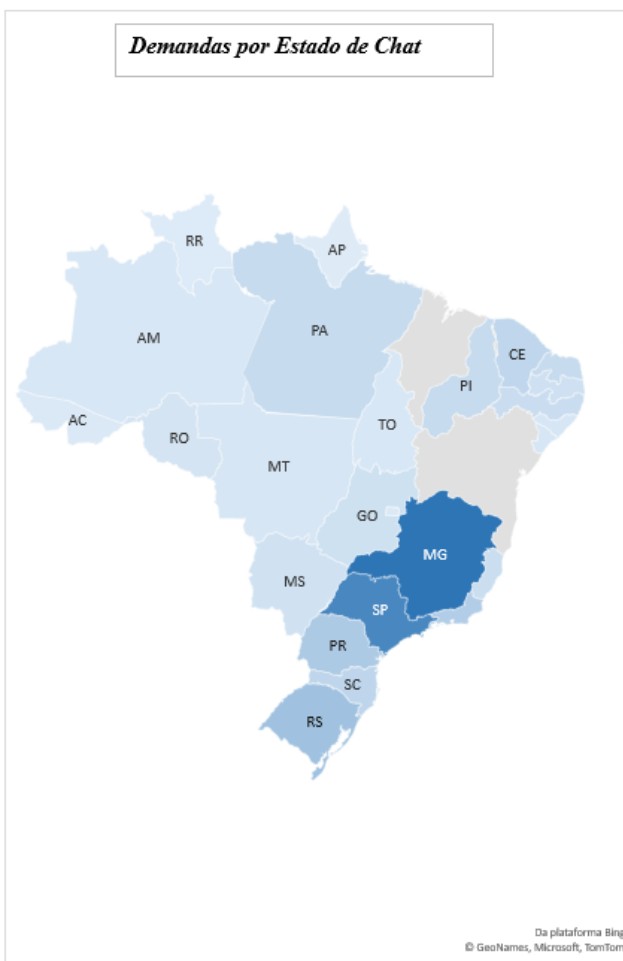 Demandas por Estado de Chat
RR
AP
AM
PA
CE
PI
AC
RO
TO
MT
GO
MG
MS
SP
PR
SC
RS
Da plataforma Bing
© GeoNames, Microsoft, TomTom